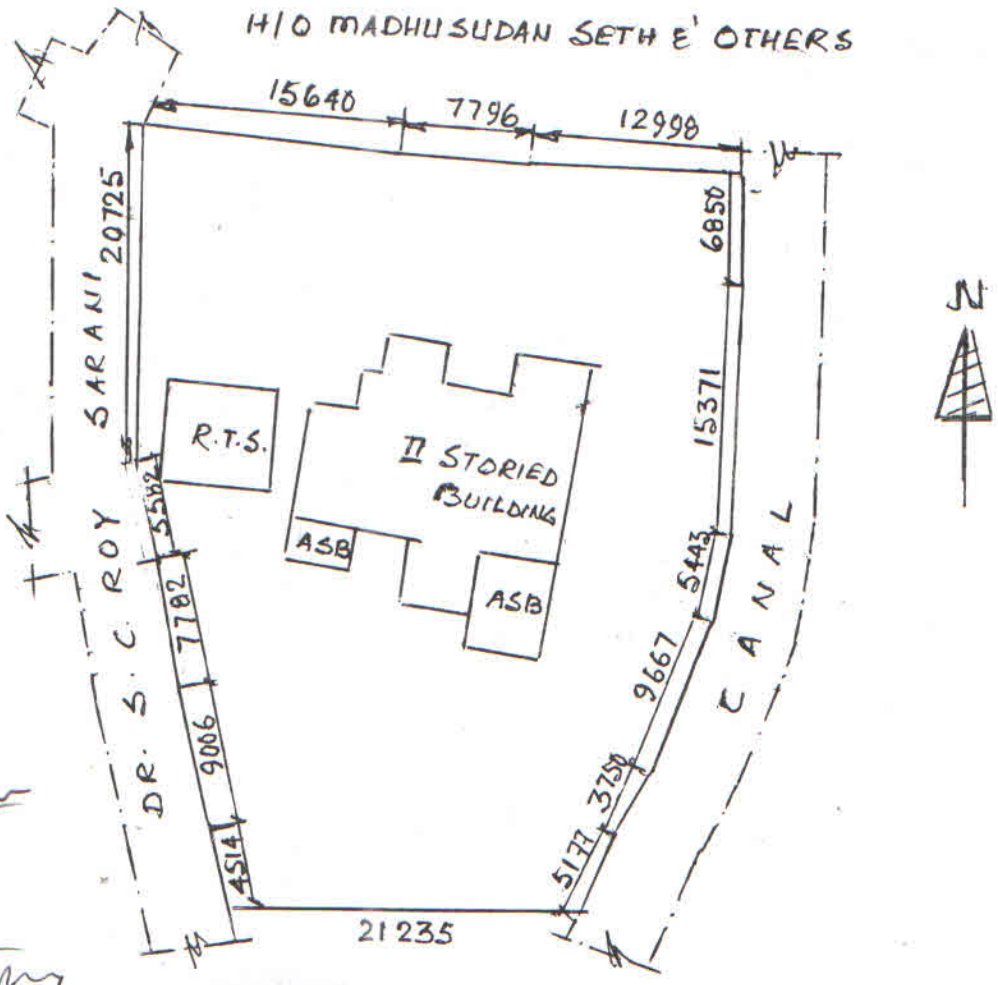 H/O MADHUSUDAN SETH E' OTHERS
15640
7796
12998
20725
6850
N
DR. S. C. ROY SARANI
15371
R.T.S.
II STORIED
BUILDING
5582
ASB
ASB
5443
CANAL
7782
9667
9006
3750
4514
5177
21235